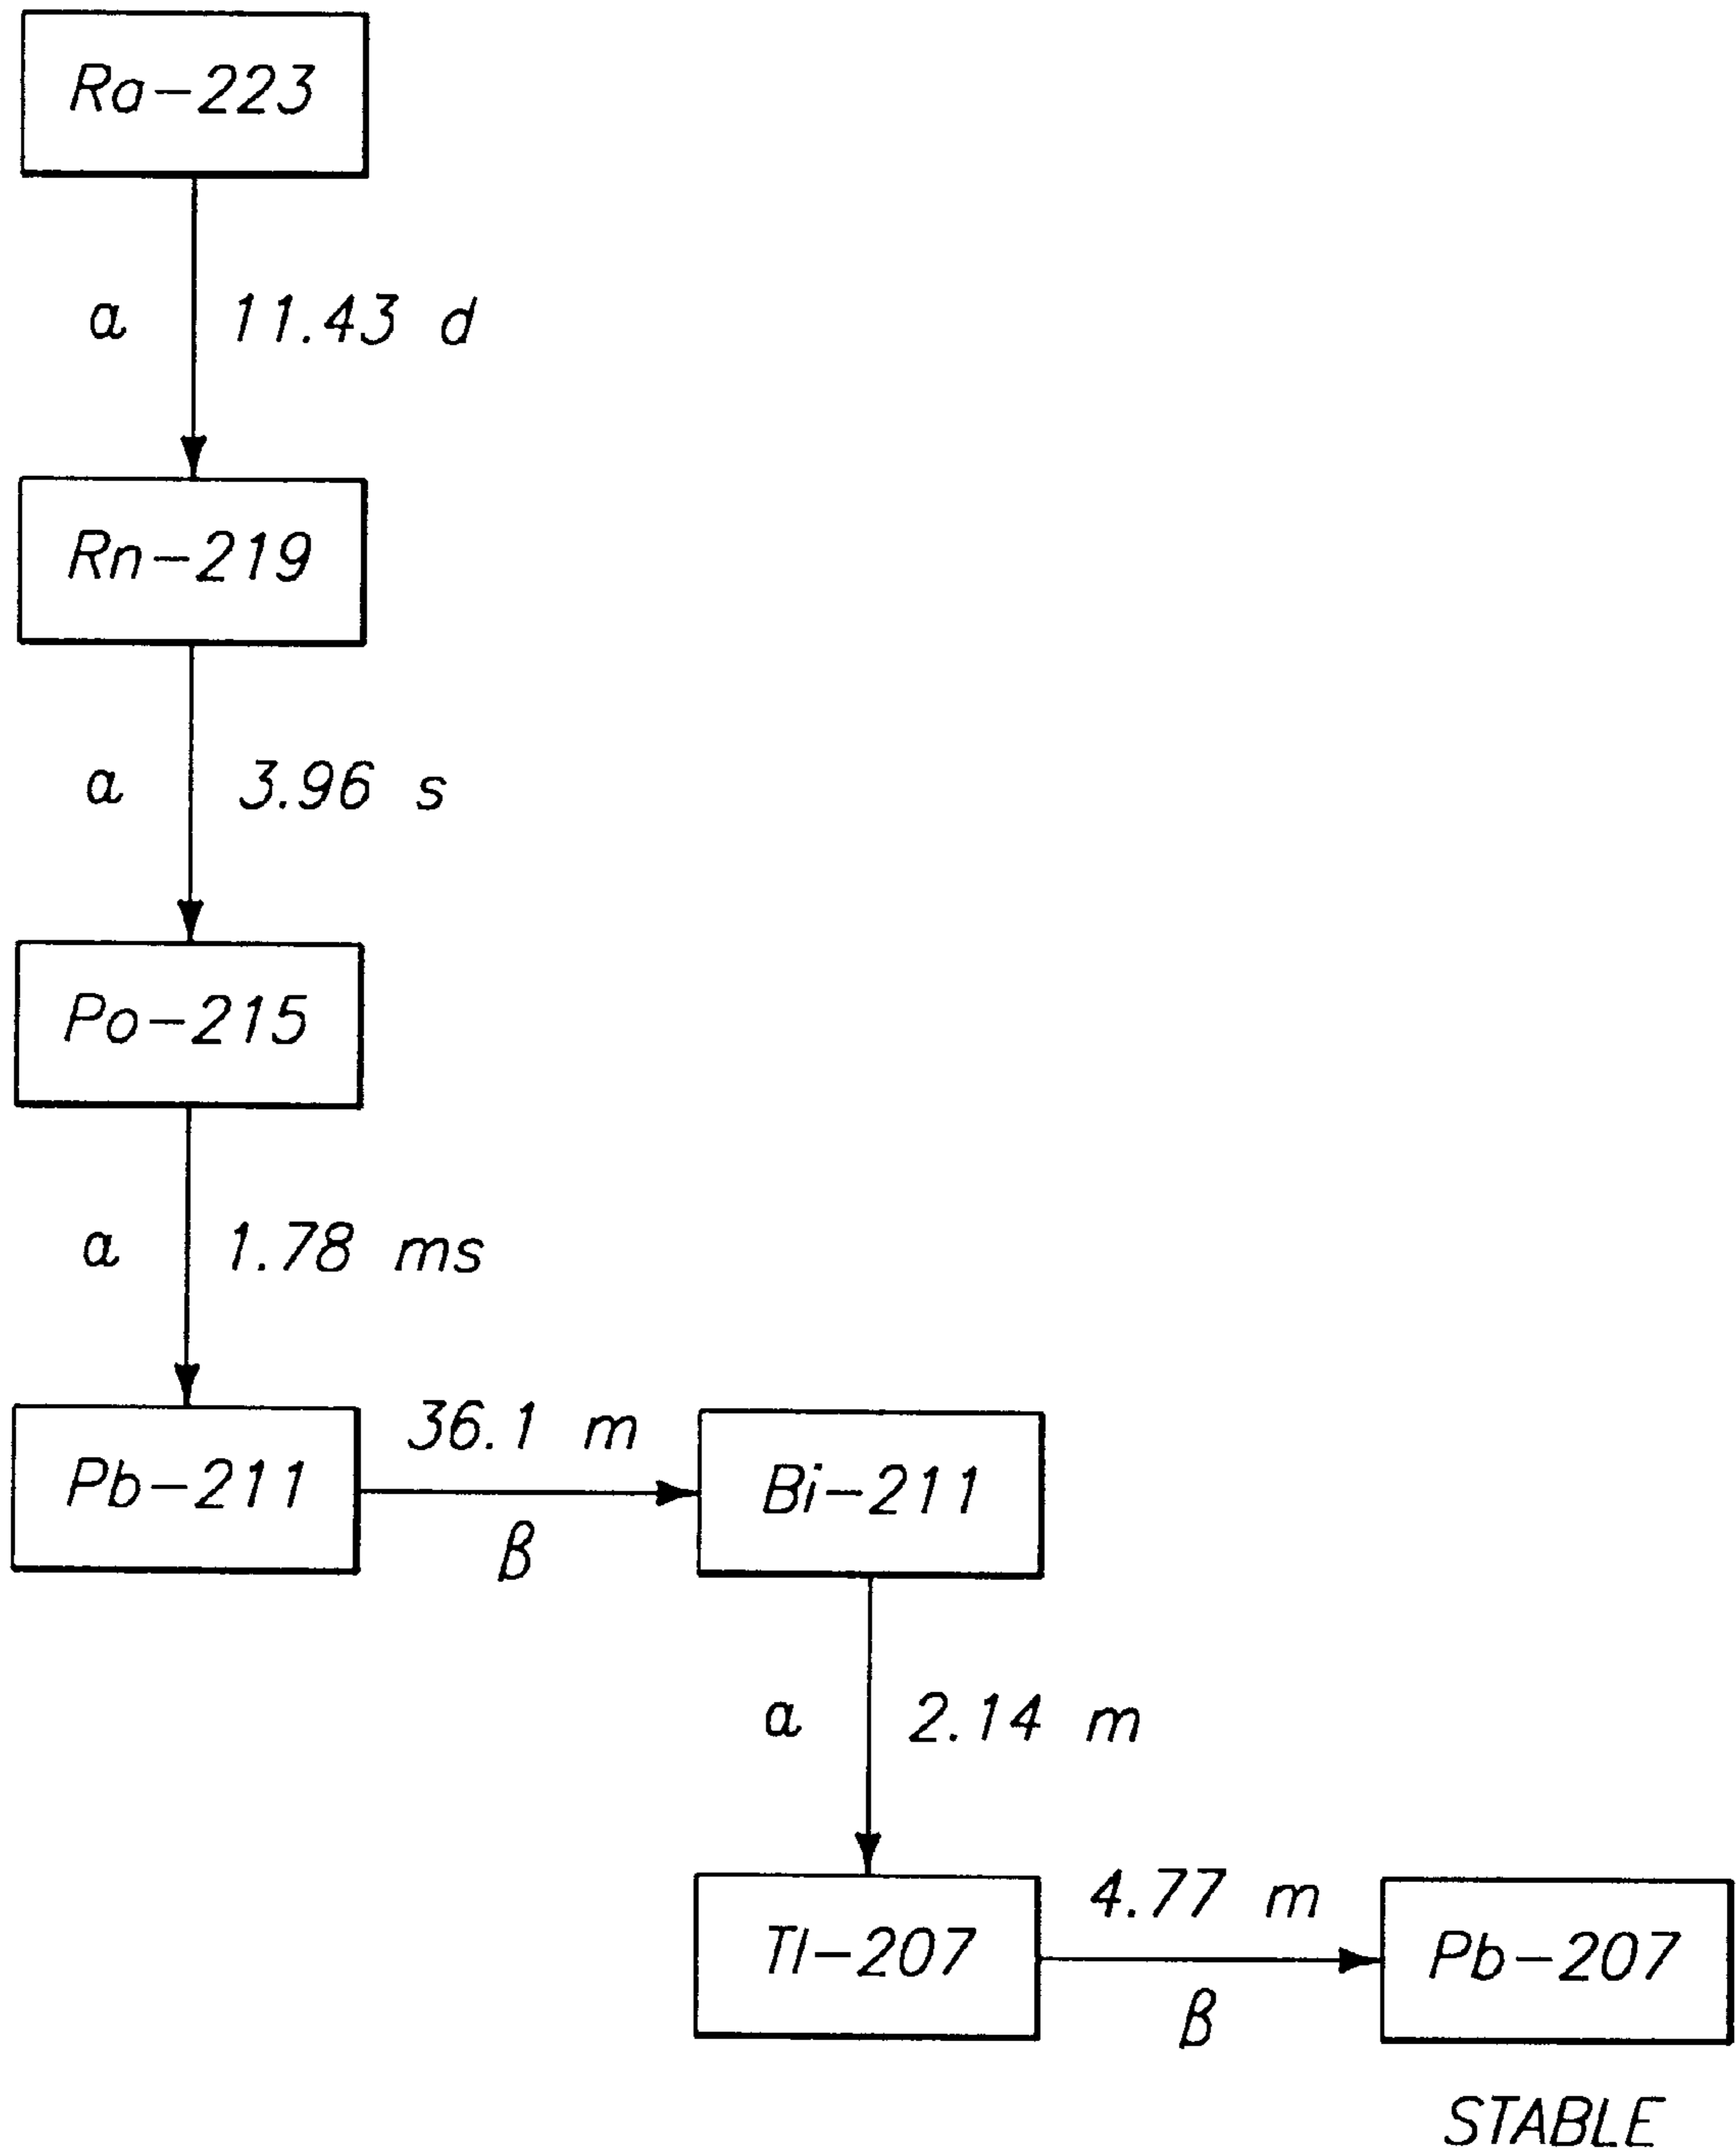 Ra-223
α 11.43 d
Rn-219
α 3.96 s
Po-215
α 1.78 ms
Pb-211
36.1 m
β
Bi-211
α 2.14 m
Tl-207
4.77 m
β
Pb-207
STABLE